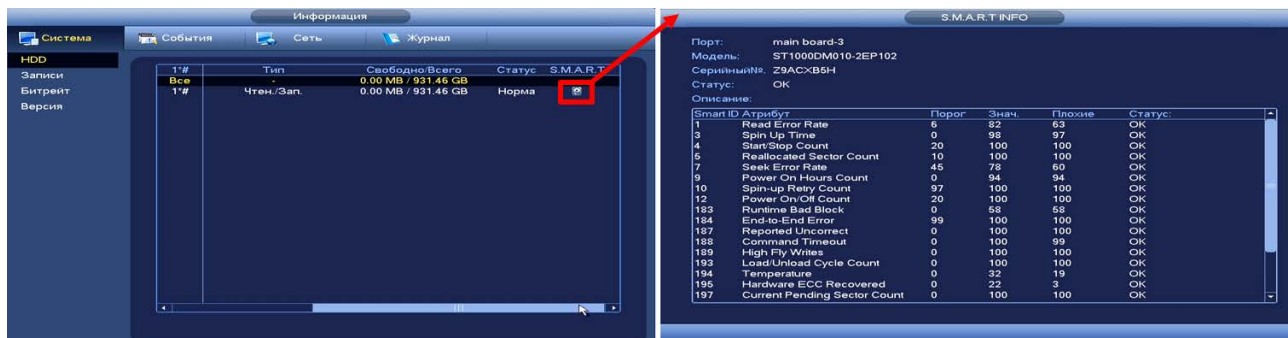 Информация
Система
События
Сеть
Журнал
HDD
Записи
Битрейт
Версия
1*# Тип Свободно/Всего Статус S.M.A.R.T
Все - 0.00 MB / 931.46 GB
1*# Чтен./Зап. 0.00 MB / 931.46 GB Норма
S.M.A.R.T INFO
Порт: main board-3
Модель: ST1000DM010-2EP102
Серийный№. Z9ACXB5H
Статус: OK
Описание:
Smart ID Атрибут Порог Знач. Плохие Статус:
1 Read Error Rate 6 82 63 OK
3 Spin Up Time 0 98 97 OK
4 Start/Stop Count 20 100 100 OK
5 Reallocated Sector Count 10 100 100 OK
7 Seek Error Rate 45 78 60 OK
9 Power On Hours Count 0 94 94 OK
10 Spin-up Retry Count 97 100 100 OK
12 Power On/Off Count 20 100 100 OK
183 Runtime Bad Block 0 58 58 OK
184 End-to-End Error 99 100 100 OK
187 Reported Uncorrect 0 100 100 OK
188 Command Timeout 0 100 99 OK
189 High Fly Writes 0 100 100 OK
193 Load/Unload Cycle Count 0 100 100 OK
194 Temperature 0 32 19 OK
195 Hardware ECC Recovered 0 22 3 OK
197 Current Pending Sector Count 0 100 100 OK